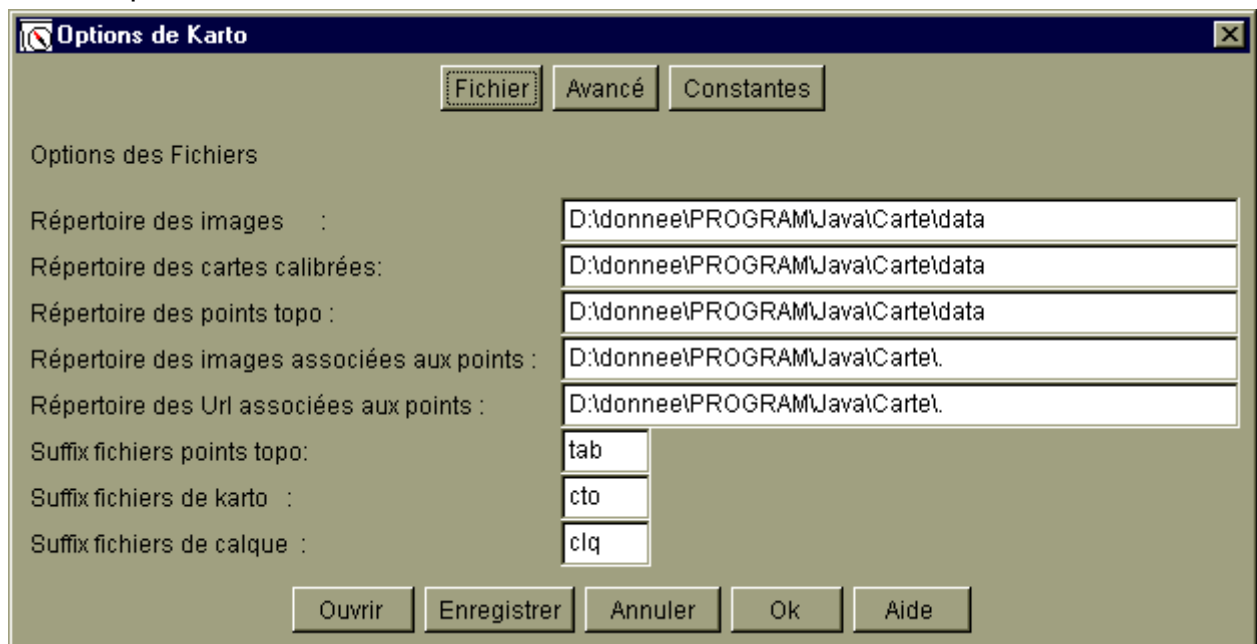 Options de Karto
Fichier Avancé Constantes
Options des Fichiers
Répertoire des images : D:\donnee\PROGRAM\Java\Carte\data
Répertoire des cartes calibrées: D:\donnee\PROGRAM\Java\Carte\data
Répertoire des points topo : D:\donnee\PROGRAM\Java\Carte\data
Répertoire des images associées aux points : D:\donnee\PROGRAM\Java\Carte\.
Répertoire des Url associées aux points : D:\donnee\PROGRAM\Java\Carte\.
Suffix fichiers points topo: tab
Suffix fichiers de karto : cto
Suffix fichiers de calque : clq
Ouvrir Enregistrer Annuler Ok Aide